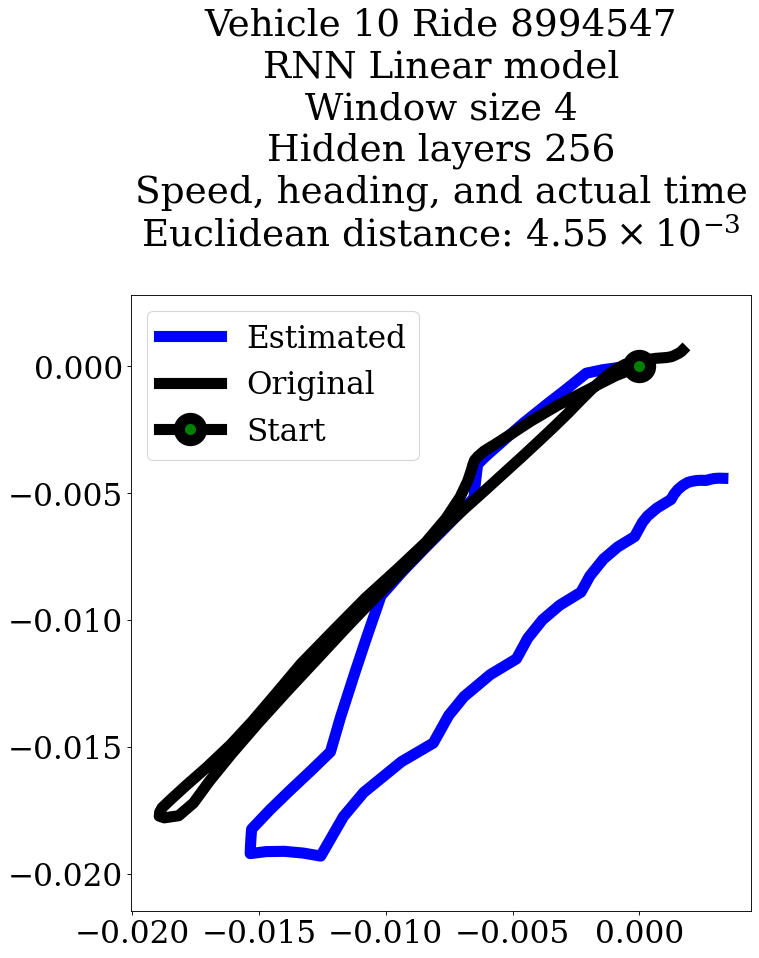 Vehicle 10 Ride 8994547
RNN Linear model
Window size 4
Hidden layers 256
Speed, heading, and actual time
Euclidean distance: 4.55 × 10⁻³
Estimated
Original
Start
0.000
−0.005
−0.010
−0.015
−0.020
−0.020 −0.015 −0.010 −0.005 0.000